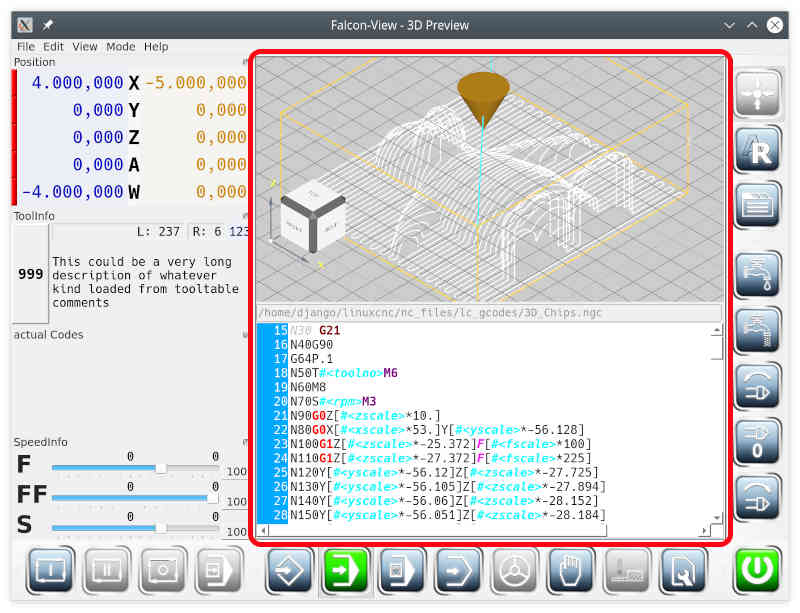 Falcon-View - 3D Preview
File Edit View Mode Help
Position
4.000,000 X -5.000,000
0,000 Y 0,000
0,000 Z 0,000
0,000 A 0,000
-4.000,000 W 0,000
ToolInfo
L: 237 R: 6 123
999
This could be a very long
description of whatever
kind loaded from tooltable
comments
actual Codes
SpeedInfo
F 0 0 100
FF 0 0 100
S 0 0 100
TOP
Y
X
/home/django/linuxcnc/nc_files/lc_gcodes/3D_Chips.ngc
15 N30 G21
16 N40G90
17 G64P.1
18 N50T#<toolno>M6
19 N60M8
20 N70S#<rpm>M3
21 N90G0Z[#<zscale>*10.]
22 N80G0X[#<xscale>*53.]Y[#<yscale>*-56.128]
23 N100G1Z[#<zscale>*-25.372]F[#<fscale>*100]
24 N110G1Z[#<zscale>*-27.372]F[#<fscale>*225]
25 N120Y[#<yscale>*-56.12]Z[#<zscale>*-27.725]
26 N130Y[#<yscale>*-56.105]Z[#<zscale>*-27.894]
27 N140Y[#<yscale>*-56.06]Z[#<zscale>*-28.152]
28 N150Y[#<yscale>*-56.051]Z[#<zscale>*-28.184]
A R
0